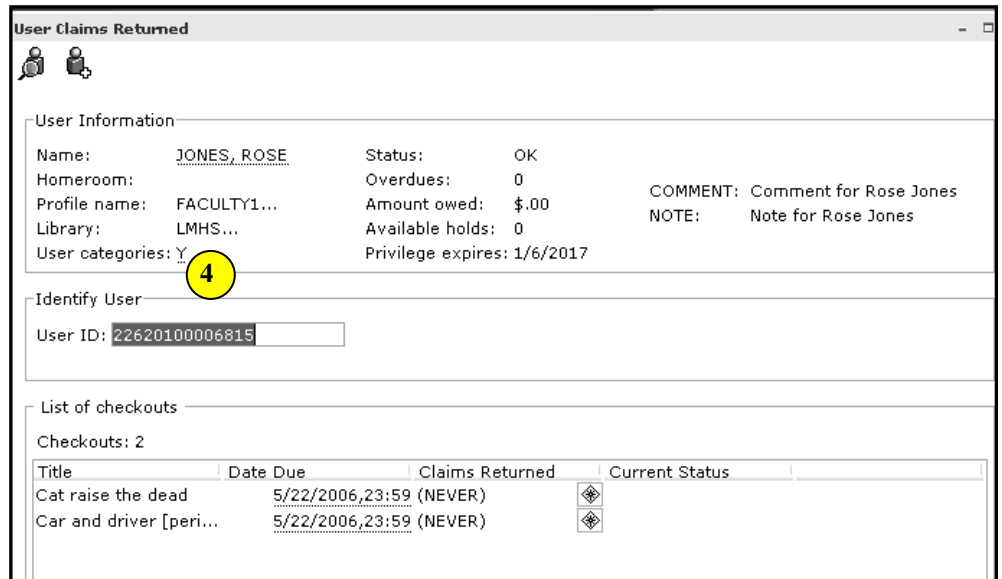 User Claims Returned
User Information
Name: JONES, ROSE Status: OK
Homeroom: Overdues: 0
COMMENT: Comment for Rose Jones
Profile name: FACULTY1... Amount owed: $.00
NOTE: Note for Rose Jones
Library: LMHS... Available holds: 0
User categories: Y Privilege expires: 1/6/2017
4
Identify User
User ID: 22620100006815
List of checkouts
Checkouts: 2
Title Date Due Claims Returned Current Status
Cat raise the dead 5/22/2006,23:59 (NEVER)
Car and driver [peri... 5/22/2006,23:59 (NEVER)